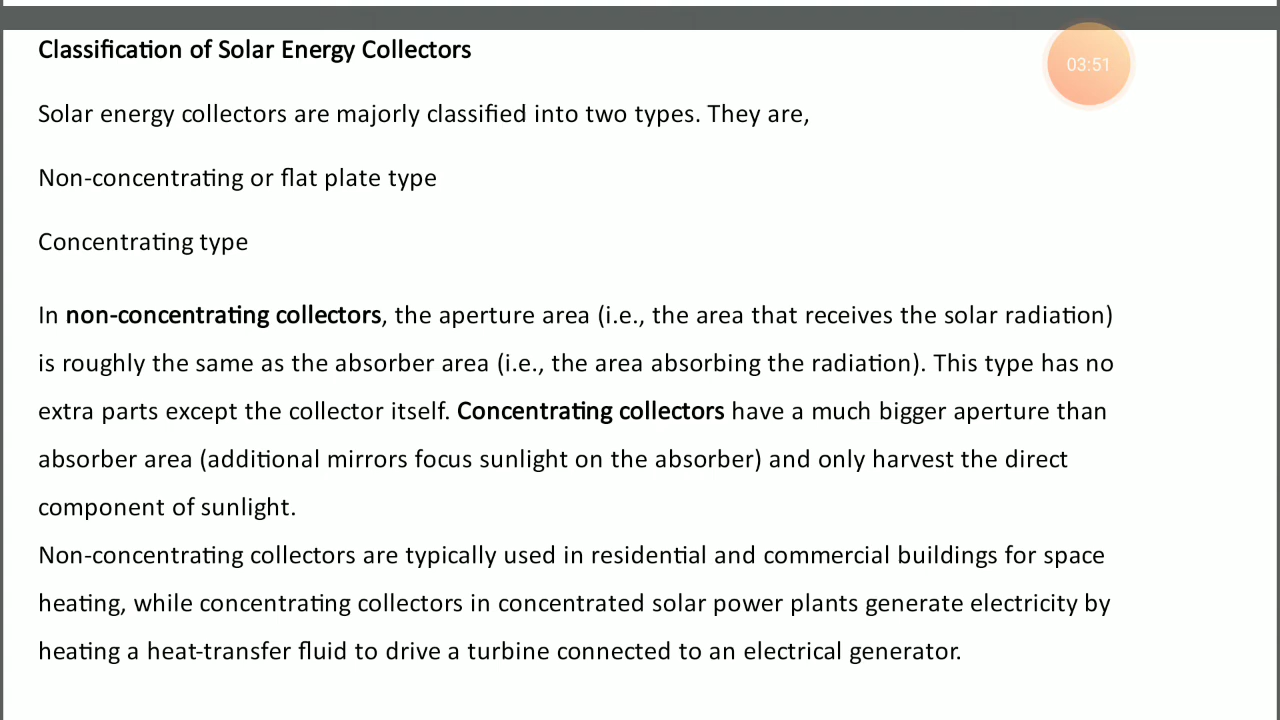 Classification of Solar Energy Collectors
03:51
Solar energy collectors are majorly classified into two types. They are,
Non-concentrating or flat plate type
Concentrating type
In non-concentrating collectors, the aperture area (i.e., the area that receives the solar radiation)
is roughly the same as the absorber area (i.e., the area absorbing the radiation). This type has no
extra parts except the collector itself. Concentrating collectors have a much bigger aperture than
absorber area (additional mirrors focus sunlight on the absorber) and only harvest the direct
component of sunlight.
Non-concentrating collectors are typically used in residential and commercial buildings for space
heating, while concentrating collectors in concentrated solar power plants generate electricity by
heating a heat-transfer fluid to drive a turbine connected to an electrical generator.